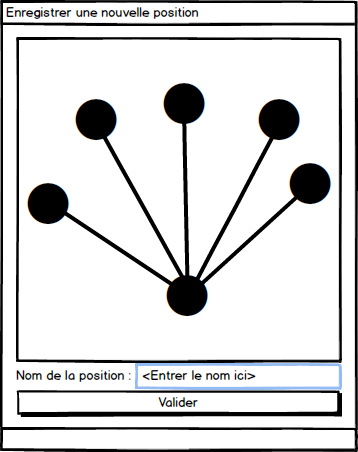 Enregistrer une nouvelle position
Nom de la position : <Entrer le nom ici>
Valider